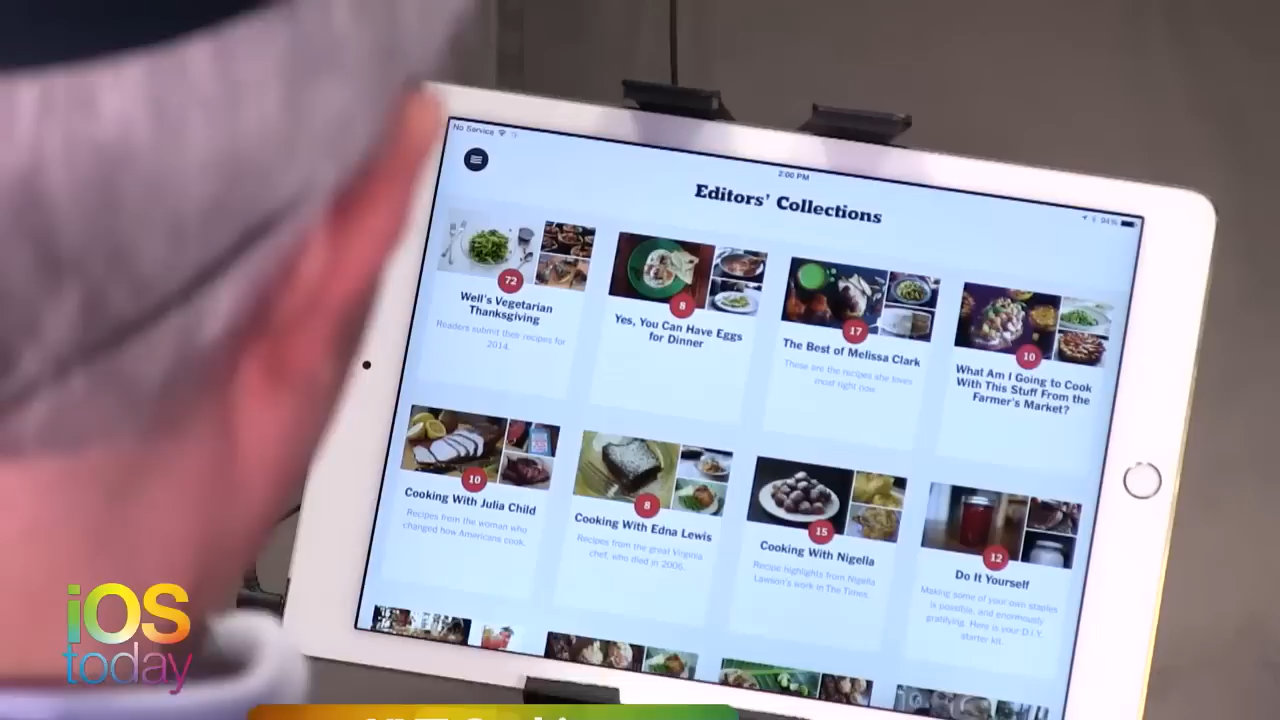 No Service
2:00 PM
94%
Editors' Collections
72
Well's Vegetarian
Thanksgiving
Readers submit their recipes for
2014.
8
Yes, You Can Have Eggs
for Dinner
17
The Best of Melissa Clark
These are the recipes she loves
most right now.
10
What Am I Going to Cook
With This Stuff From the
Farmer's Market?
10
Cooking With Julia Child
Recipes from the woman who
changed how Americans cook.
8
Cooking With Edna Lewis
Recipes from the great Virginia
chef, who died in 2006.
15
Cooking With Nigella
Recipe highlights from Nigella
Lawson's work in The Times.
12
Do It Yourself
Making some of your own staples
is possible, and enormously
gratifying. Here is your D.I.Y.
starter kit.
iOS
today